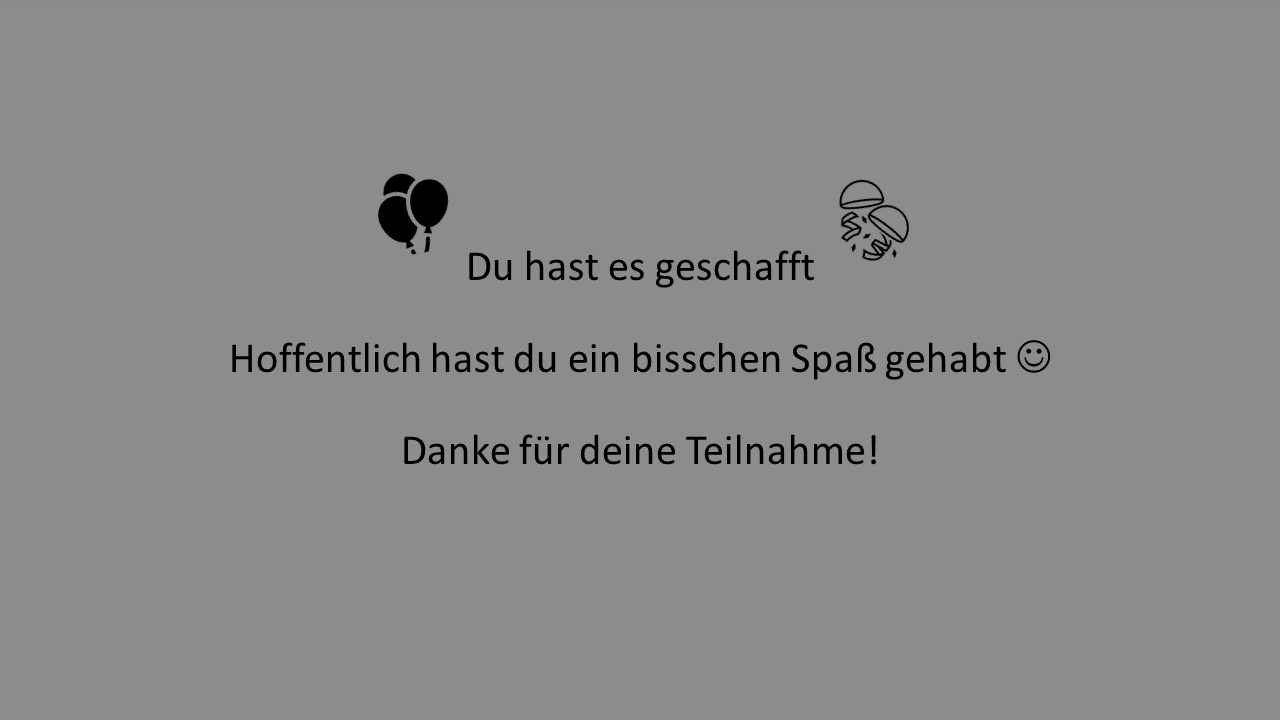 Du hast es geschafft
Hoffentlich hast du ein bisschen Spaß gehabt ☺
Danke für deine Teilnahme!